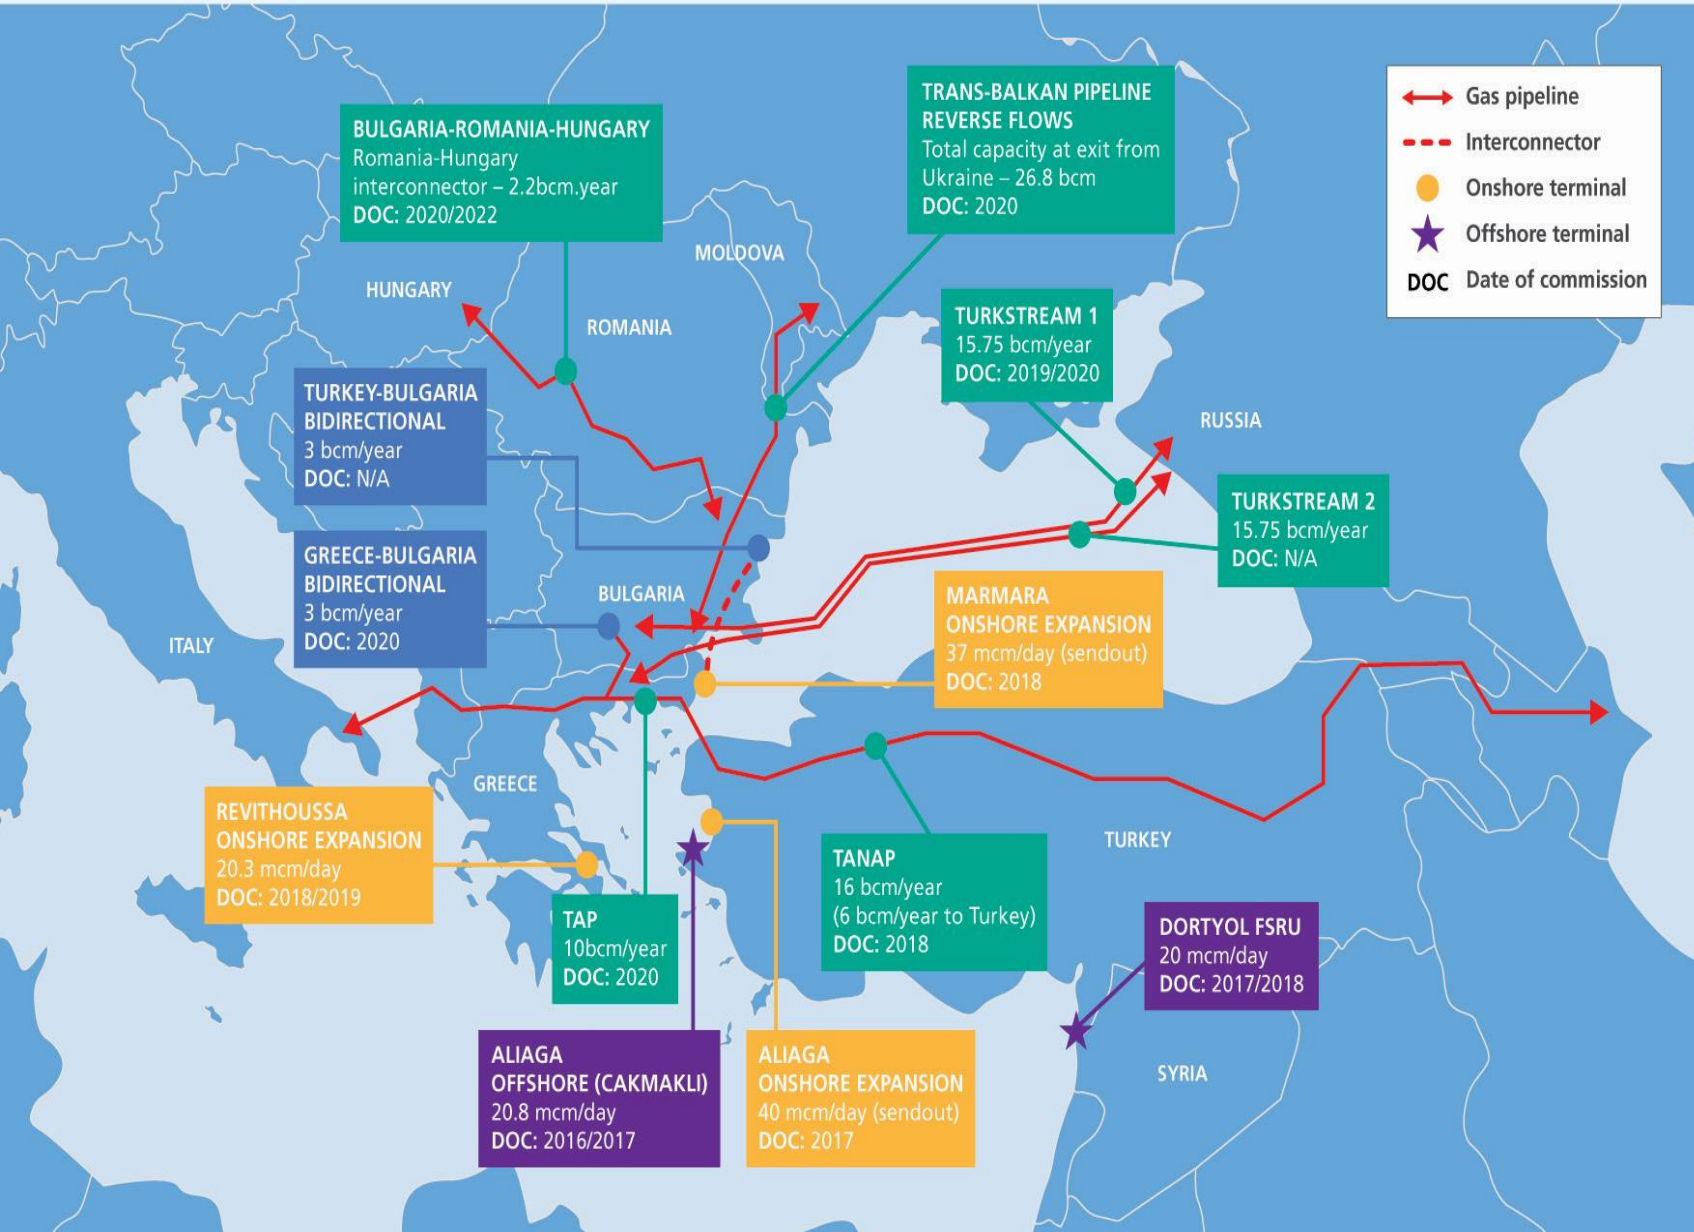 BULGARIA-ROMANIA-HUNGARY
Romania-Hungary
interconnector – 2.2bcm.year
DOC: 2020/2022
TRANS-BALKAN PIPELINE
REVERSE FLOWS
Total capacity at exit from
Ukraine – 26.8 bcm
DOC: 2020
Gas pipeline
Interconnector
Onshore terminal
Offshore terminal
DOC Date of commission
MOLDOVA
HUNGARY
ROMANIA
TURKSTREAM 1
15.75 bcm/year
DOC: 2019/2020
RUSSIA
TURKEY-BULGARIA
BIDIRECTIONAL
3 bcm/year
DOC: N/A
TURKSTREAM 2
15.75 bcm/year
DOC: N/A
GREECE-BULGARIA
BIDIRECTIONAL
3 bcm/year
DOC: 2020
BULGARIA
MARMARA
ONSHORE EXPANSION
37 mcm/day (sendout)
DOC: 2018
ITALY
GREECE
REVITHOUSSA
ONSHORE EXPANSION
20.3 mcm/day
DOC: 2018/2019
TURKEY
TANAP
16 bcm/year
(6 bcm/year to Turkey)
DOC: 2018
TAP
10bcm/year
DOC: 2020
DORTYOL FSRU
20 mcm/day
DOC: 2017/2018
ALIAGA
OFFSHORE (CAKMAKLI)
20.8 mcm/day
DOC: 2016/2017
ALIAGA
ONSHORE EXPANSION
40 mcm/day (sendout)
DOC: 2017
SYRIA